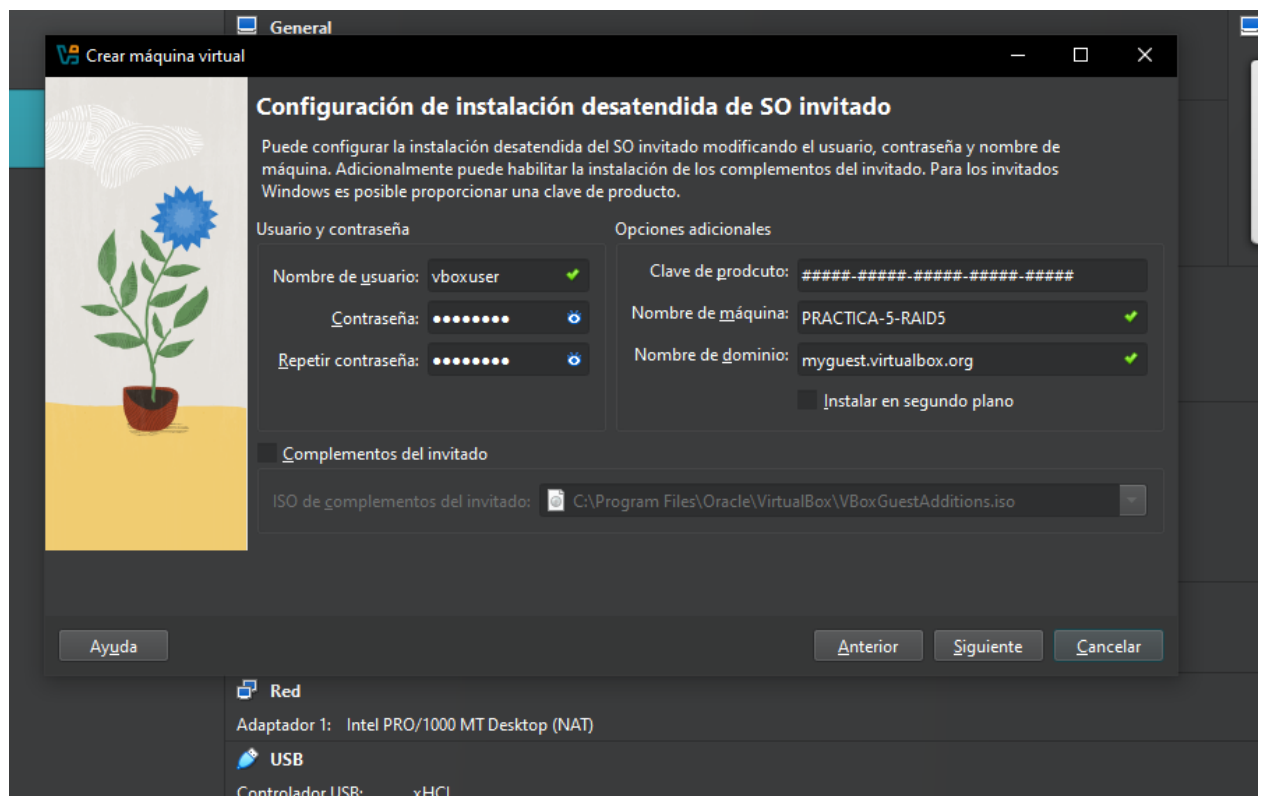 General
Crear máquina virtual
Configuración de instalación desatendida de SO invitado
Puede configurar la instalación desatendida del SO invitado modificando el usuario, contraseña y nombre de
máquina. Adicionalmente puede habilitar la instalación de los complementos del invitado. Para los invitados
Windows es posible proporcionar una clave de producto.
Usuario y contraseña
Nombre de usuario: vboxuser
Contraseña: ●●●●●●●●
Repetir contraseña: ●●●●●●●●
Opciones adicionales
Clave de prodcuto: #####-#####-#####-#####-#####
Nombre de máquina: PRACTICA-5-RAID5
Nombre de dominio: myguest.virtualbox.org
Instalar en segundo plano
Complementos del invitado
ISO de complementos del invitado: C:\Program Files\Oracle\VirtualBox\VBoxGuestAdditions.iso
Ayuda
Anterior
Siguiente
Cancelar
Red
Adaptador 1: Intel PRO/1000 MT Desktop (NAT)
USB
Controlador USB: xHCI